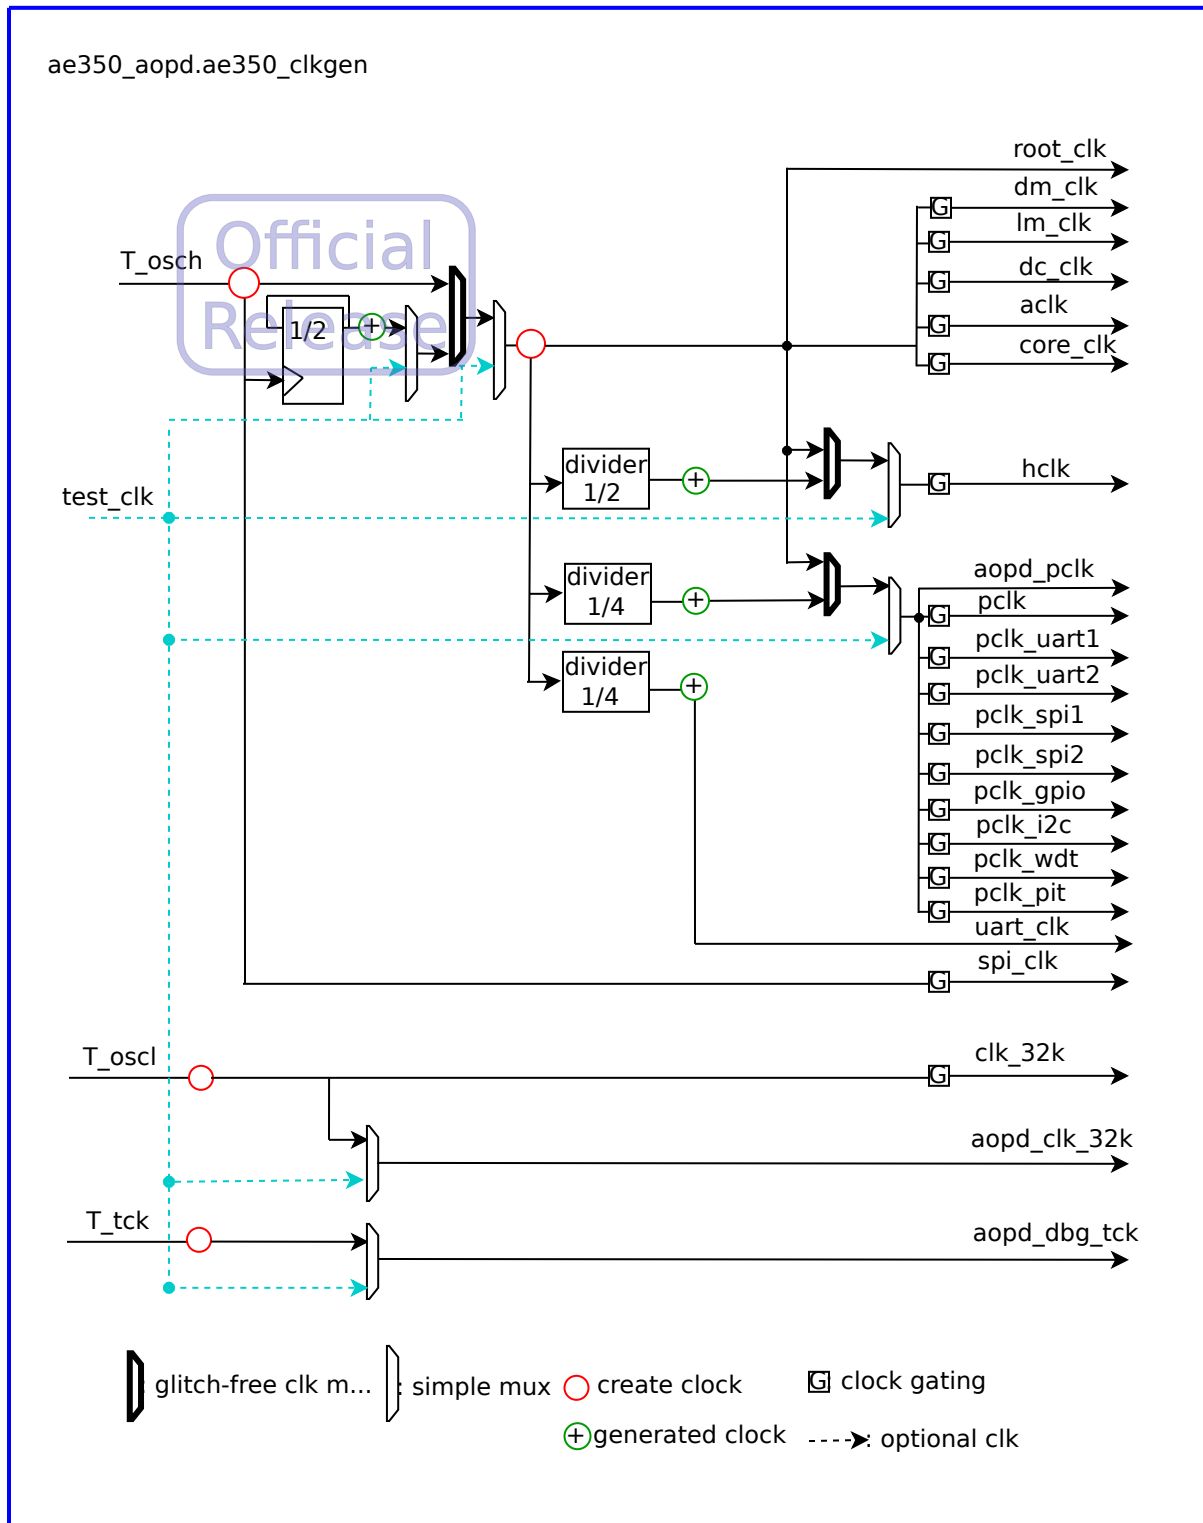 ae350_aopd.ae350_clkgen
root_clk
dm_clk
lm_clk
Official
Release
T_osch
dc_clk
1/2
+
aclk
core_clk
G
G
G
G
G
divider
1/2
+
hclk
G
test_clk
divider
1/4
+
aopd_pclk
pclk
G
pclk_uart1
G
divider
1/4
+
pclk_uart2
G
pclk_spi1
G
pclk_spi2
G
pclk_gpio
G
pclk_i2c
G
pclk_wdt
G
pclk_pit
G
uart_clk
spi_clk
G
T_oscl
clk_32k
G
aopd_clk_32k
T_tck
aopd_dbg_tck
: glitch-free clk m...
: simple mux
create clock
G clock gating
+ generated clock
: optional clk